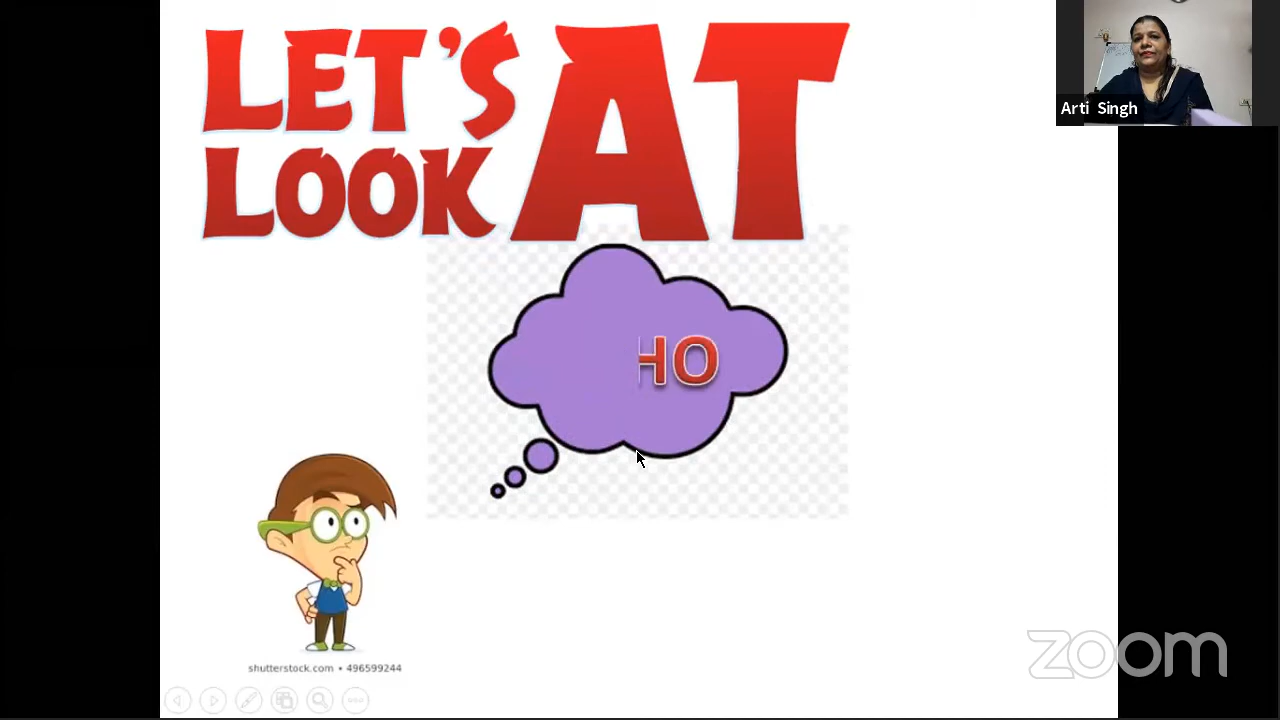 LET'S
LOOK AT
HO
Arti Singh
shutterstock.com • 496599244
zoom